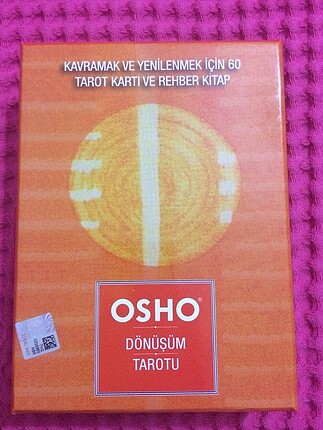 KAVRAMAK VE YENİLENMEK İÇİN 60
TAROT KARTI VE REHBER KİTAP
OSHO®
DÖNÜŞÜM
TAROTU